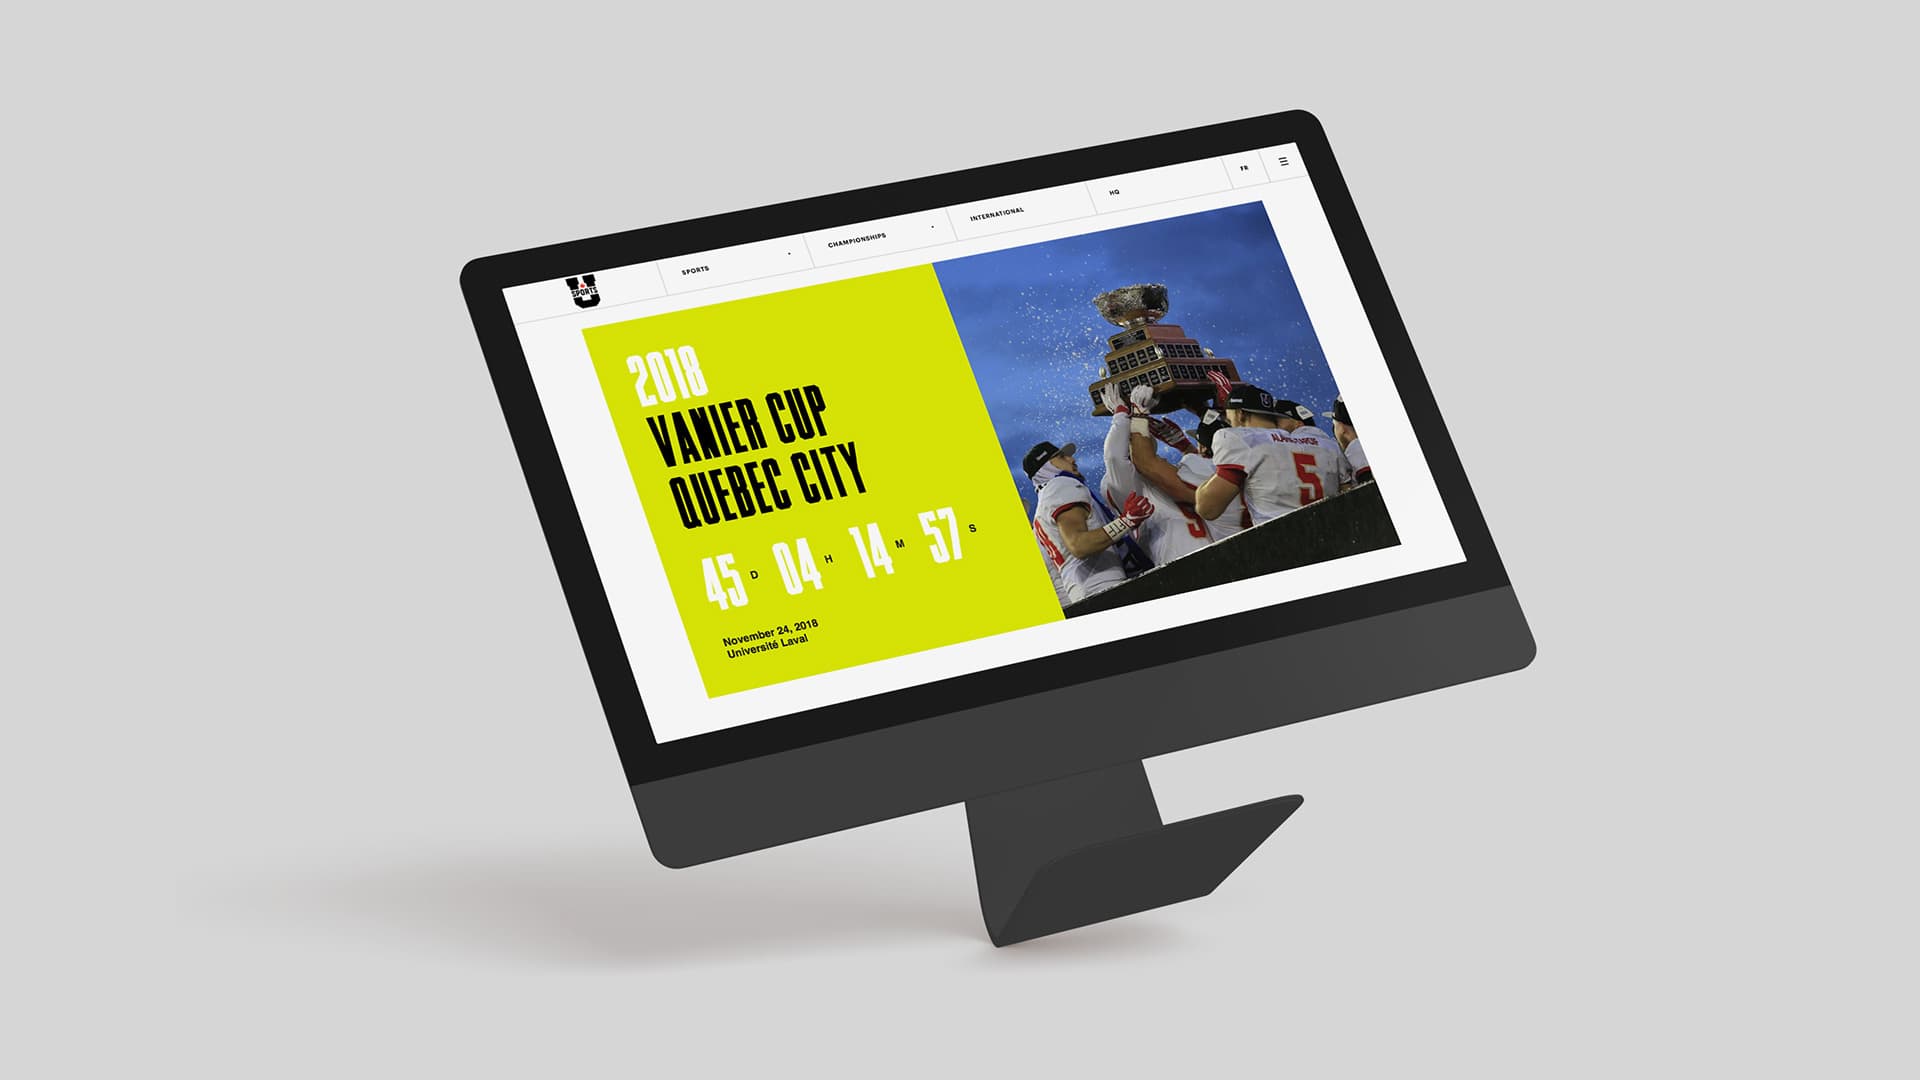 U
SPORTS
SPORTS
CHAMPIONSHIPS
INTERNATIONAL
HQ
FR
2018
VANIER CUP
QUEBEC CITY
45 D 04 H 14 M 57 S
November 24, 2018
Université Laval
5